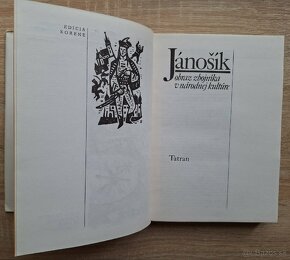 EDÍCIA
KORENE
Jánošík
obraz zbojníka
v národnej kultúre
Tatran